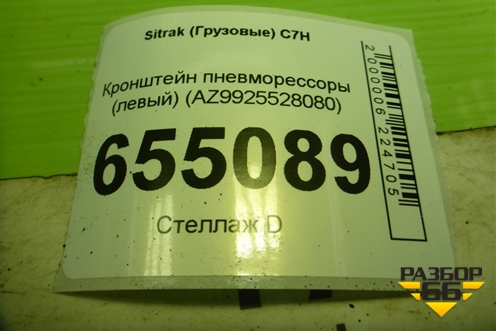 Sitrak (Грузовые) C7H
Кронштейн пневморессоры
(левый) (AZ9925528080)
655089
Стеллаж D
2000006224705
РАЗБОР
66